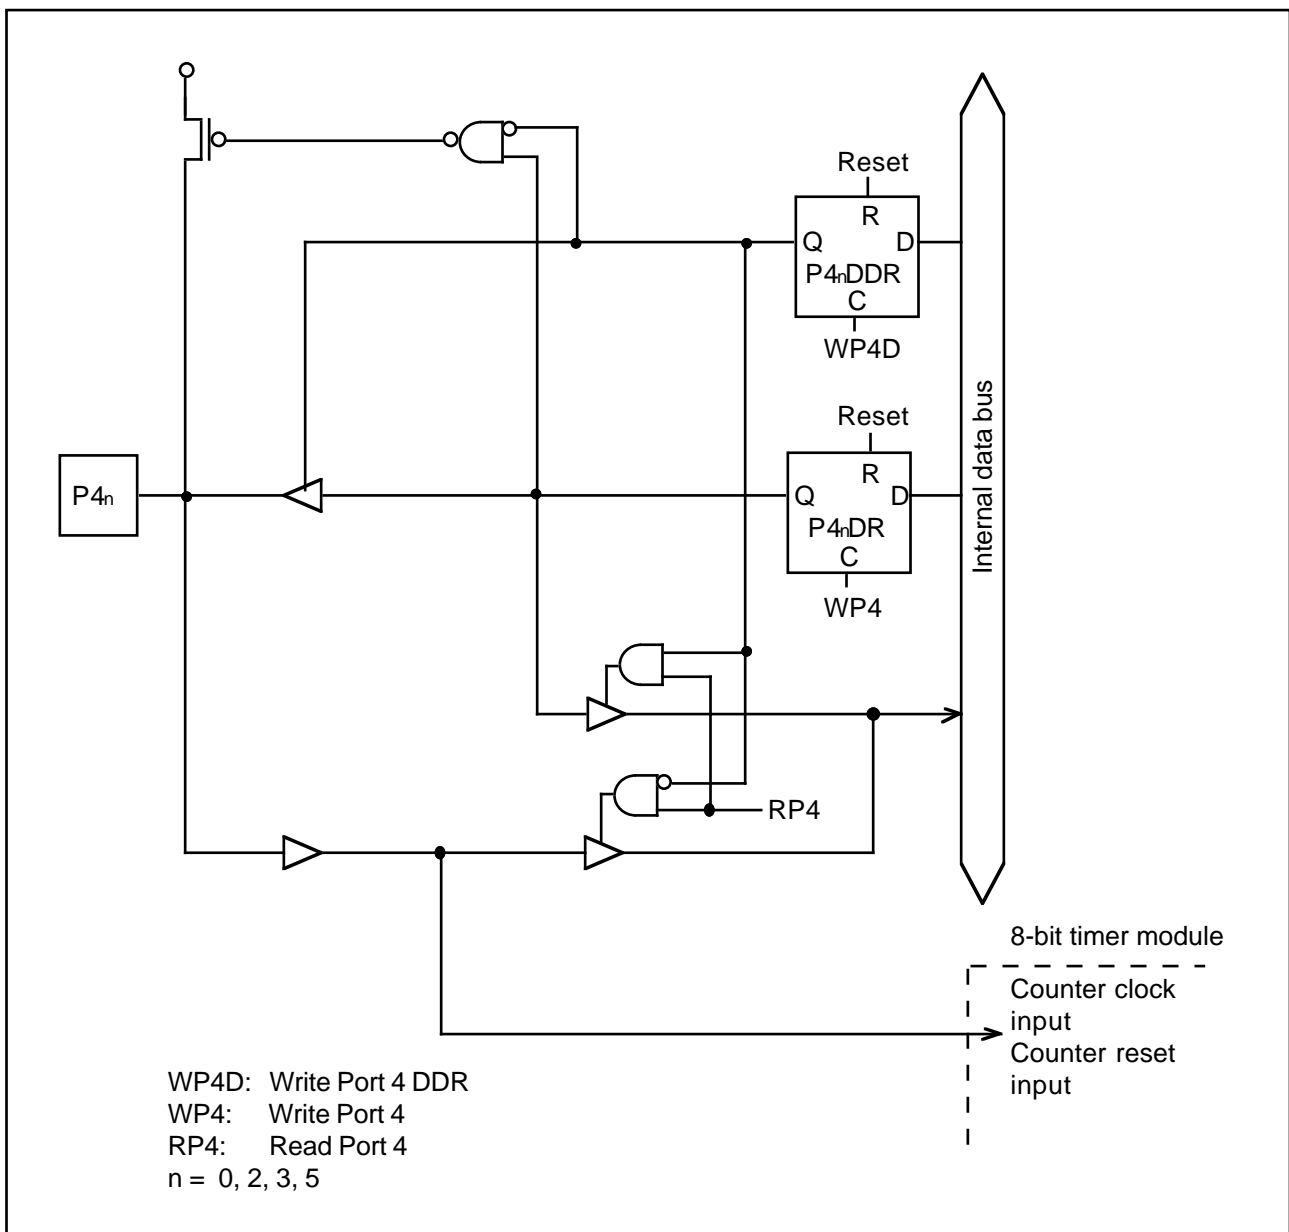 Reset
R
Q D
P4nDDR
C
WP4D
Reset
R
Q D
P4nDR
C
WP4
P4n
Internal data bus
RP4
8-bit timer module
Counter clock
input
Counter reset
input
WP4D: Write Port 4 DDR
WP4: Write Port 4
RP4: Read Port 4
n = 0, 2, 3, 5